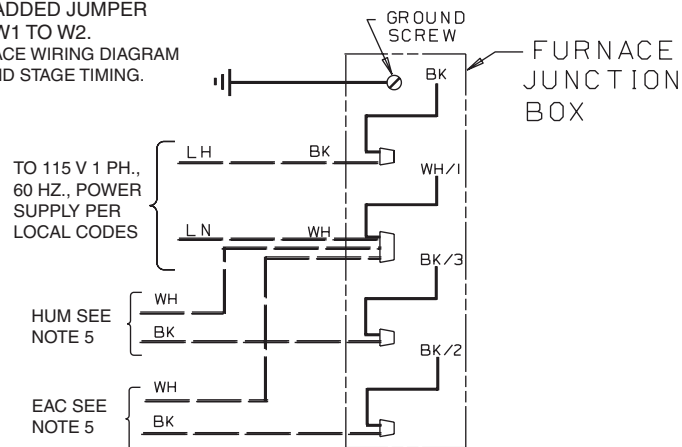 ADDED JUMPER
W1 TO W2.
ACE WIRING DIAGRAM
ND STAGE TIMING.
GROUND
SCREW
FURNACE
JUNCTION
BOX
BK
LH BK
WH/1
TO 115 V 1 PH.,
60 HZ., POWER
SUPPLY PER
LOCAL CODES
LN WH
BK/3
WH
HUM SEE
NOTE 5
BK
BK/2
WH
EAC SEE
NOTE 5
BK